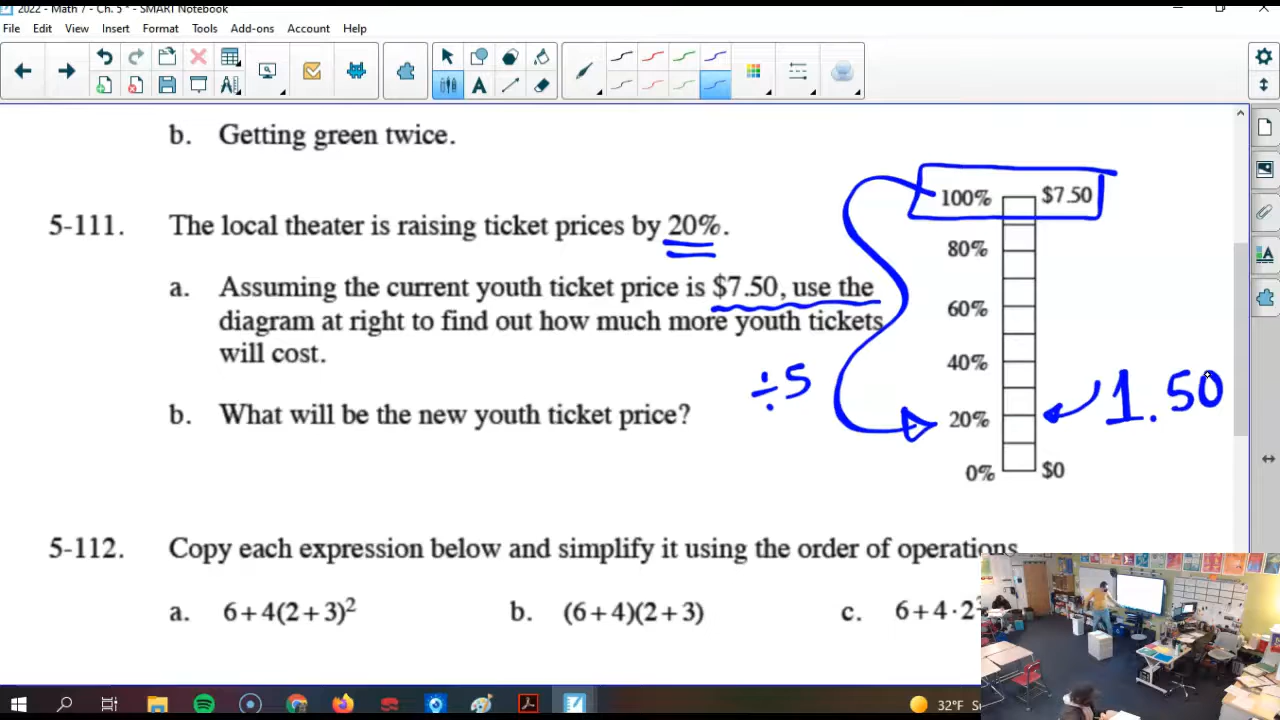 2022 - Math 7 - Ch. 5 * - SMART Notebook
File Edit View Insert Format Tools Add-ons Account Help
b. Getting green twice.
5-111. The local theater is raising ticket prices by 20%.
a. Assuming the current youth ticket price is $7.50, use the
diagram at right to find out how much more youth tickets
will cost.
b. What will be the new youth ticket price?
÷5
100% $7.50
80%
60%
40%
20% 1.50
0% $0
5-112. Copy each expression below and simplify it using the order of operations
a. 6+4(2+3)² b. (6+4)(2+3) c. 6+4·2
32°F